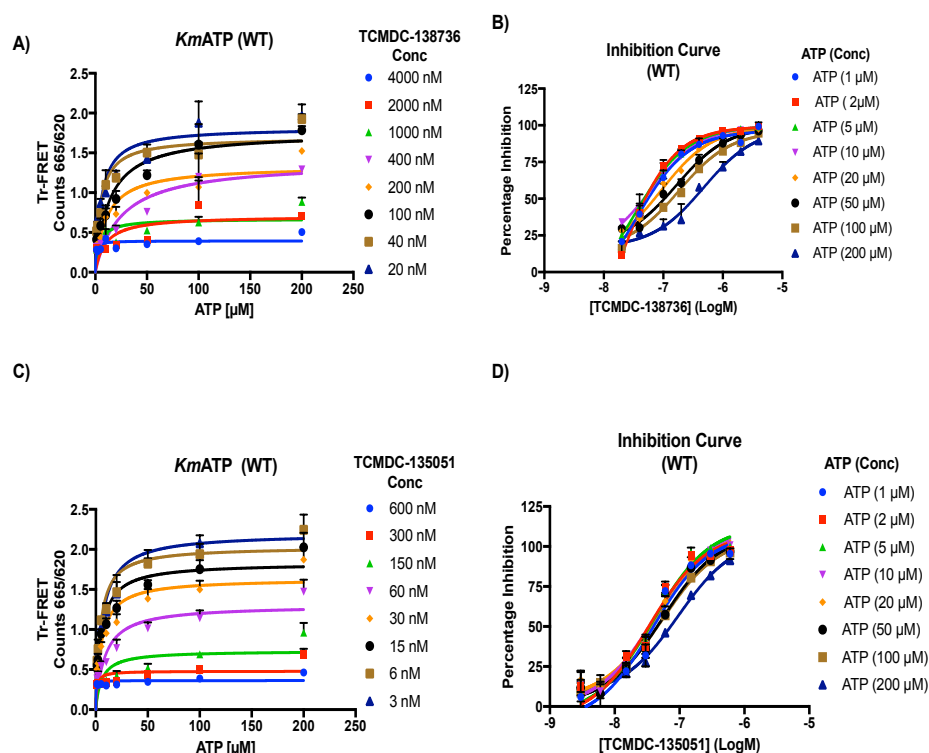 A)
KmATP (WT)
TCMDC-138736
Conc
4000 nM
2000 nM
1000 nM
400 nM
200 nM
100 nM
40 nM
20 nM
Tr-FRET
Counts 665/620
2.5
2.0
1.5
1.0
0.5
0.0
0 50 100 150 200 250
ATP [µM]
B)
Inhibition Curve
(WT)
ATP (Conc)
ATP (1 µM)
ATP ( 2µM)
ATP (5 µM)
ATP (10 µM)
ATP (20 µM)
ATP (50 µM)
ATP (100 µM)
ATP (200 µM)
Percentage Inhibition
125
100
75
50
25
0
-9 -8 -7 -6 -5
[TCMDC-138736] (LogM)
C)
KmATP (WT)
TCMDC-135051
Conc
600 nM
300 nM
150 nM
60 nM
30 nM
15 nM
6 nM
3 nM
Tr-FRET
Counts 665/620
2.5
2.0
1.5
1.0
0.5
0.0
0 50 100 150 200 250
ATP [µM]
D)
Inhibition Curve
(WT)
ATP (Conc)
ATP (1 µM)
ATP (2 µM)
ATP (5 µM)
ATP (10 µM)
ATP (20 µM)
ATP (50 µM)
ATP (100 µM)
ATP (200 µM)
Percentage Inhibition
125
100
75
50
25
0
-9 -8 -7 -6 -5
[TCMDC-135051] (LogM)